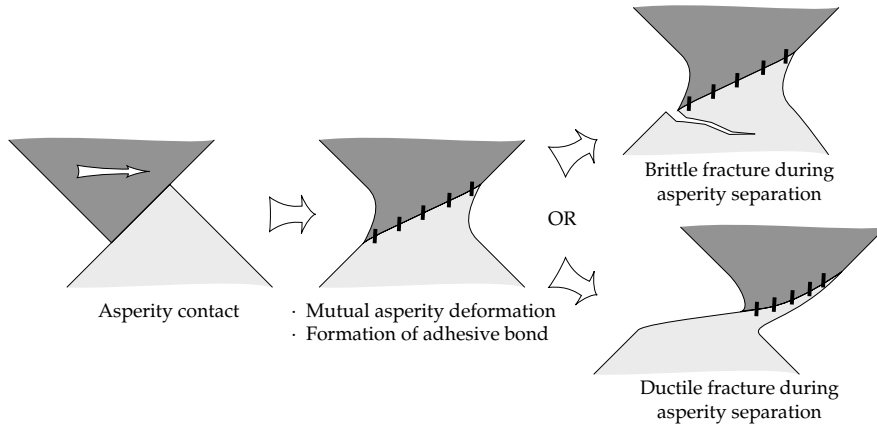 Asperity contact
· Mutual asperity deformation
· Formation of adhesive bond
OR
Brittle fracture during
asperity separation
Ductile fracture during
asperity separation